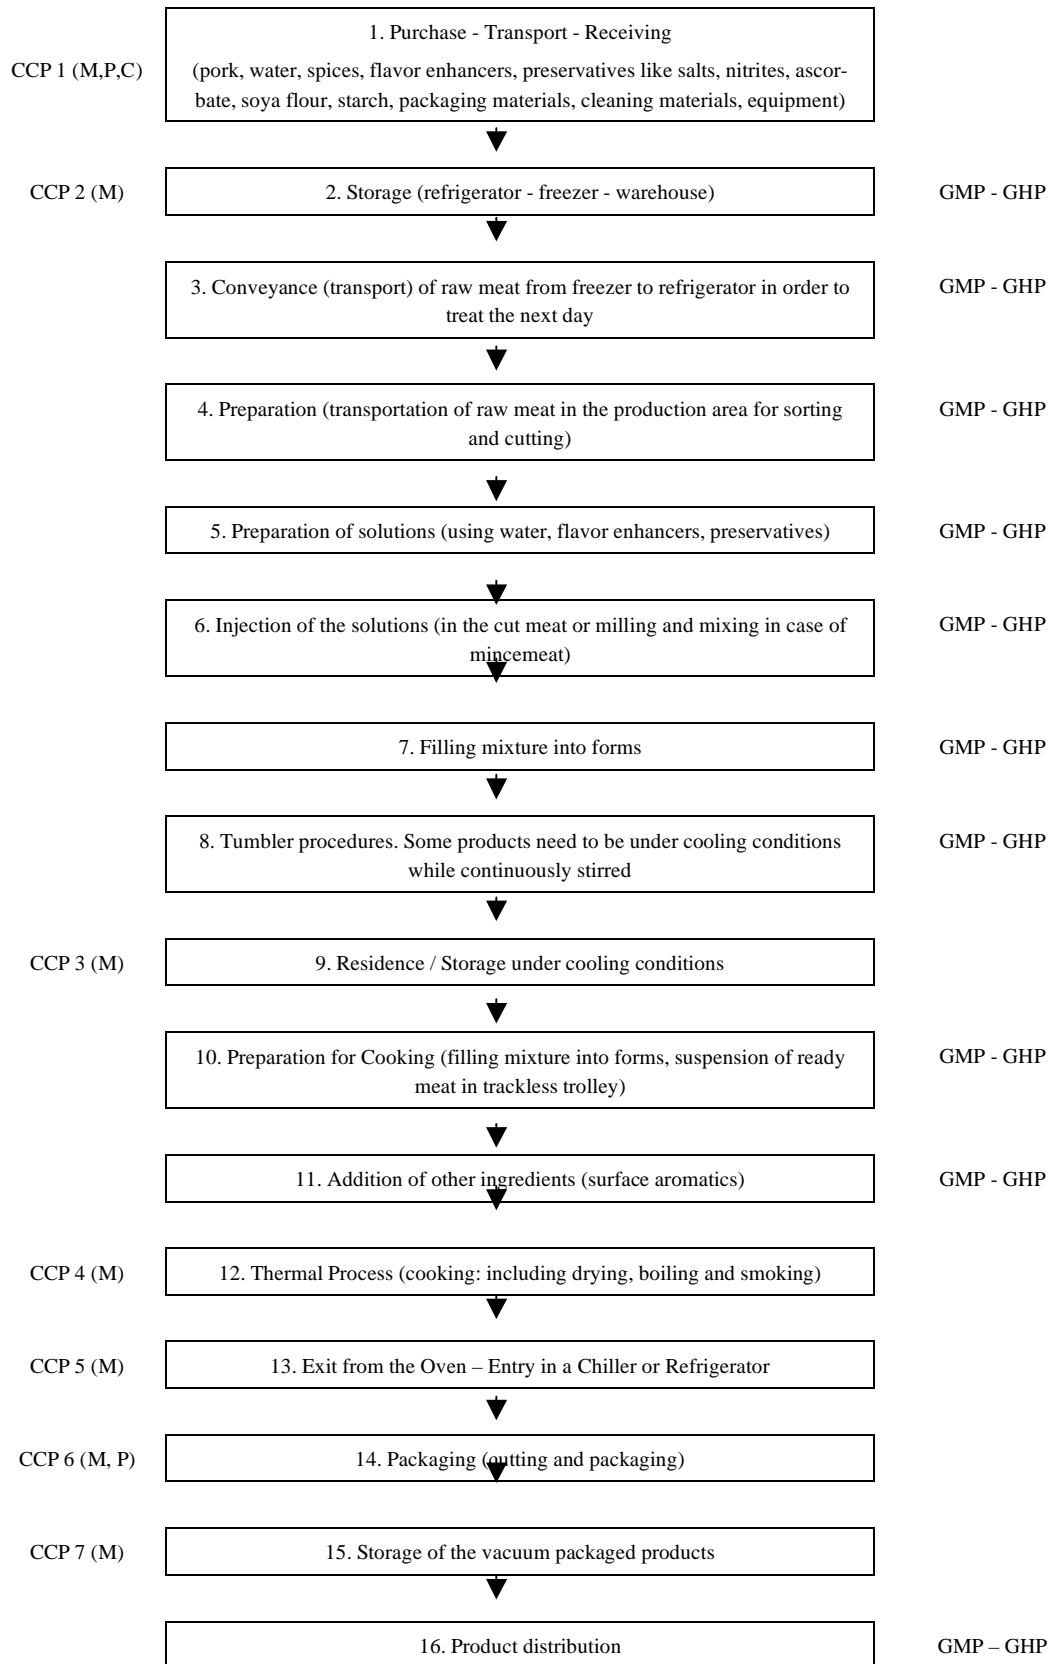 1. Purchase - Transport - Receiving
CCP 1 (M,P,C)
(pork, water, spices, flavor enhancers, preservatives like salts, nitrites, ascor-
bate, soya flour, starch, packaging materials, cleaning materials, equipment)
CCP 2 (M)
2. Storage (refrigerator - freezer - warehouse)
GMP - GHP
3. Conveyance (transport) of raw meat from freezer to refrigerator in order to
treat the next day
GMP - GHP
4. Preparation (transportation of raw meat in the production area for sorting
and cutting)
GMP - GHP
5. Preparation of solutions (using water, flavor enhancers, preservatives)
GMP - GHP
6. Injection of the solutions (in the cut meat or milling and mixing in case of
mincemeat)
GMP - GHP
7. Filling mixture into forms
GMP - GHP
8. Tumbler procedures. Some products need to be under cooling conditions
while continuously stirred
GMP - GHP
CCP 3 (M)
9. Residence / Storage under cooling conditions
10. Preparation for Cooking (filling mixture into forms, suspension of ready
meat in trackless trolley)
GMP - GHP
11. Addition of other ingredients (surface aromatics)
GMP - GHP
CCP 4 (M)
12. Thermal Process (cooking: including drying, boiling and smoking)
CCP 5 (M)
13. Exit from the Oven – Entry in a Chiller or Refrigerator
CCP 6 (M, P)
14. Packaging (cutting and packaging)
CCP 7 (M)
15. Storage of the vacuum packaged products
16. Product distribution
GMP – GHP